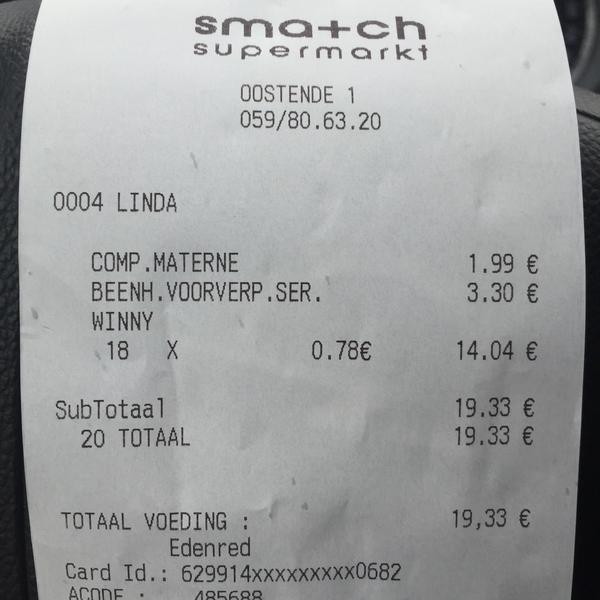 smatch
supermarkt
OOSTENDE 1
059/80.63.20
0004 LINDA
COMP.MATERNE 1.99 €
BEENH.VOORVERP.SER. 3.30 €
WINNY
18 X 0.78€ 14.04 €
SubTotaal 19.33 €
20 TOTAAL 19.33 €
TOTAAL VOEDING : 19,33 €
Edenred
Card Id.: 629914xxxxxxxxx0682
ACODE : 485688